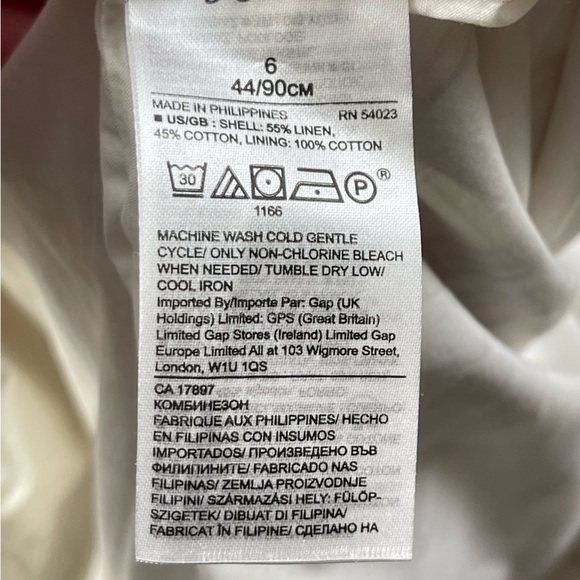 6
44/90CM
MADE IN PHILIPPINES RN 54023
■ US/GB : SHELL: 55% LINEN,
45% COTTON, LINING: 100% COTTON
30 P ®
1166
MACHINE WASH COLD GENTLE
CYCLE/ ONLY NON-CHLORINE BLEACH
WHEN NEEDED/ TUMBLE DRY LOW/
COOL IRON
Imported By/Importe Par: Gap (UK
Holdings) Limited: GPS (Great Britain)
Limited Gap Stores (Ireland) Limited Gap
Europe Limited All at 103 Wigmore Street,
London, W1U 1QS
CA 17897
КОМБИНЕЗОН
FABRIQUE AUX PHILIPPINES/ HECHO
EN FILIPINAS CON INSUMOS
IMPORTADOS/ ПРОИЗВЕДЕНО ВЪВ
ФИЛИПИНИТЕ/ FABRICADO NAS
FILIPINAS/ ZEMLJA PROIZVODNJE
FILIPINI/ SZÁRMAZÁSI HELY: FÜLÖP-
SZIGETEK/ DIBUAT DI FILIPINA/
FABRICAT ÎN FILIPINE/ СДЕЛАНО НА